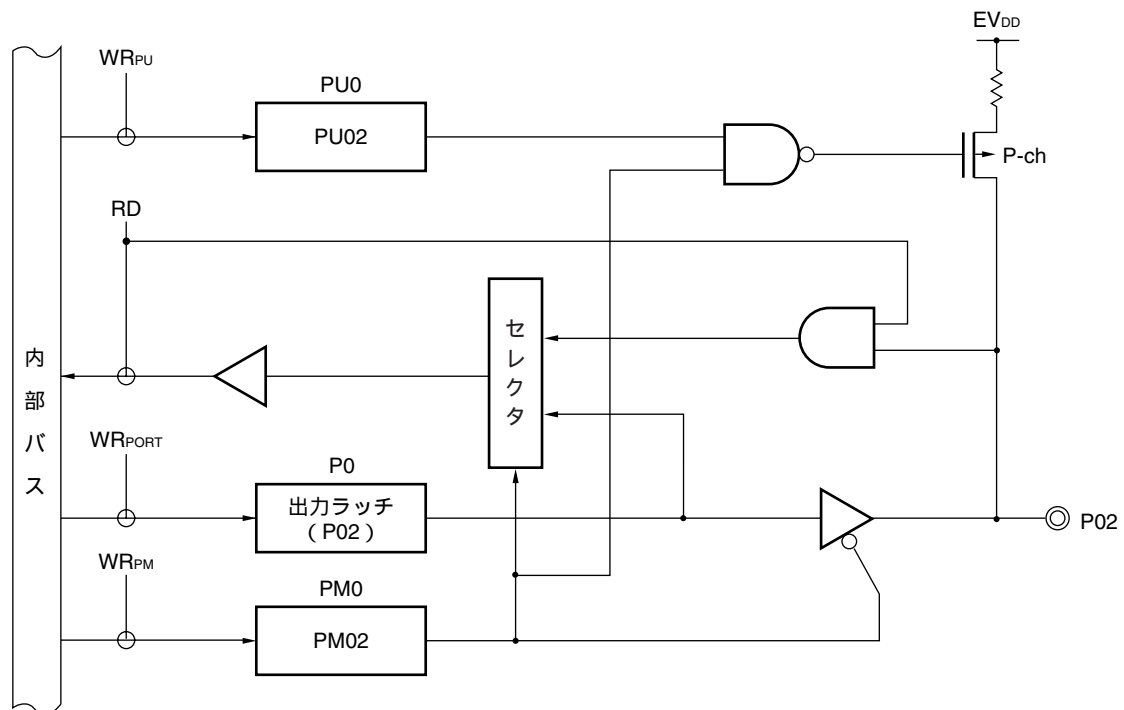 EVDD
WRPU
PU0
PU02
P-ch
RD
セレクタ
内部バス
WRPORT
P0
出力ラッチ
(P02)
P02
WRPM
PM0
PM02